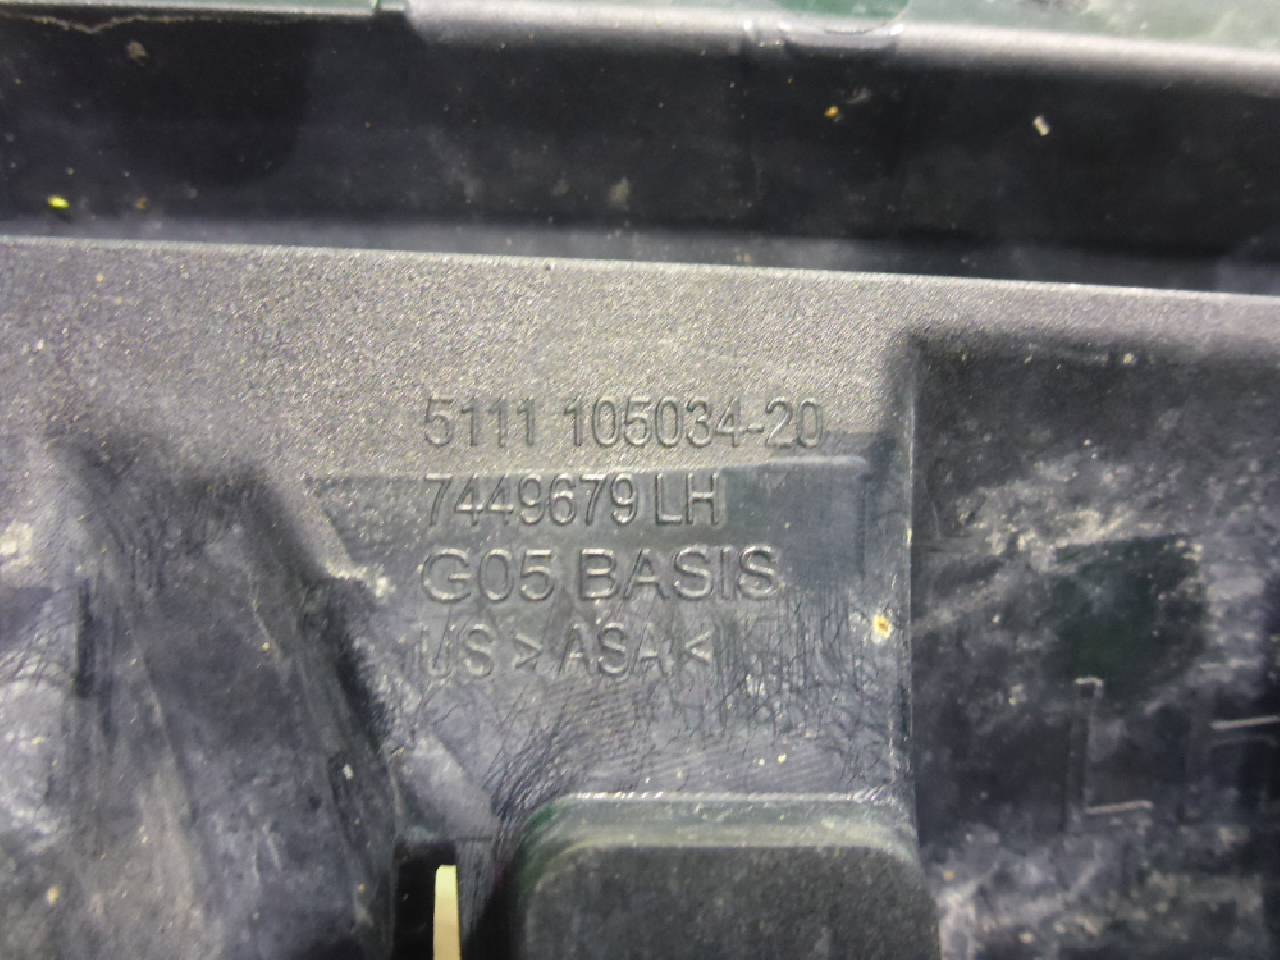 5111 105034-20
7449679 LH
G05 BASIS
US >ASA<